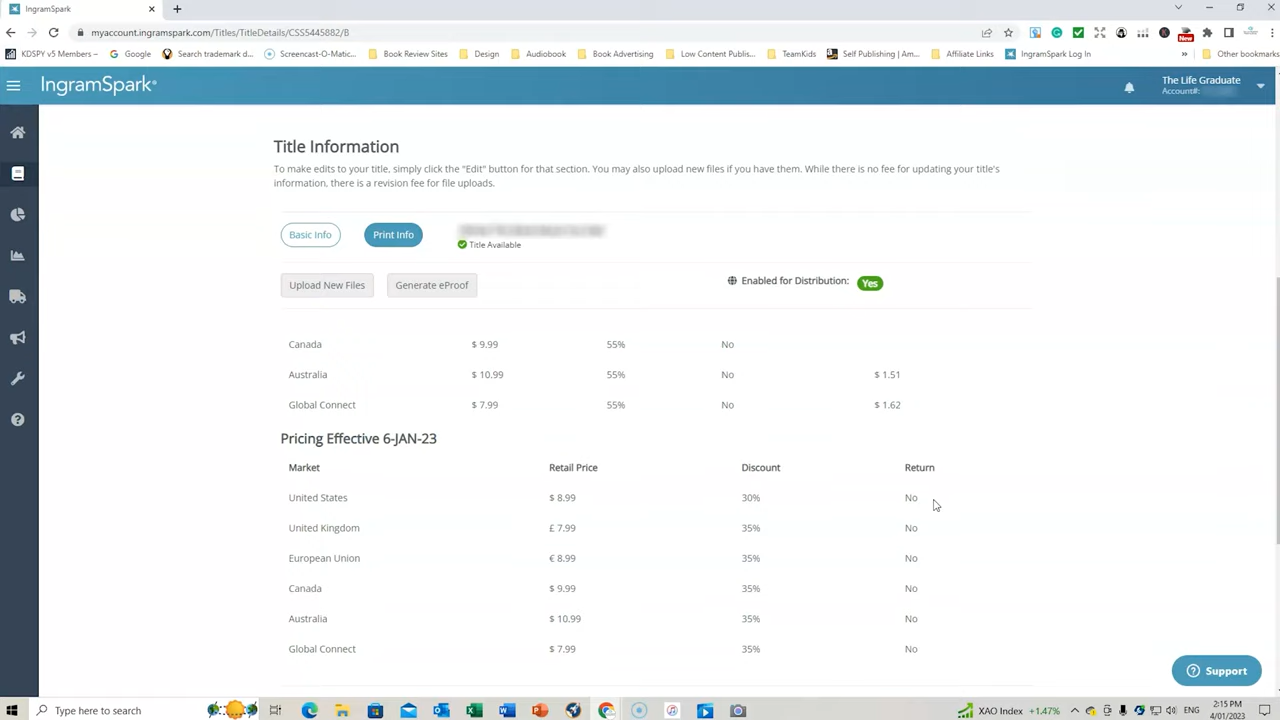 IngramSpark
myaccount.ingramspark.com/Titles/TitleDetails/CSS5445882/B
KDSPY v5 Members – Google Search trademark d... Screencast-O-Matic... Book Review Sites Design Audiobook Book Advertising Low Content Publis... TeamKids Self Publishing | Am... Affiliate Links IngramSpark Log In » Other bookmarks
New
IngramSpark®
The Life Graduate
Account#:
Title Information
To make edits to your title, simply click the "Edit" button for that section. You may also upload new files if you have them. While there is no fee for updating your title's
information, there is a revision fee for file uploads.
Basic Info Print Info
Title Available
Upload New Files Generate eProof Enabled for Distribution: Yes
Canada $ 9.99 55% No
Australia $ 10.99 55% No $ 1.51
Global Connect $ 7.99 55% No $ 1.62
Pricing Effective 6-JAN-23
Market Retail Price Discount Return
United States $ 8.99 30% No
United Kingdom £ 7.99 35% No
European Union € 8.99 35% No
Canada $ 9.99 35% No
Australia $ 10.99 35% No
Global Connect $ 7.99 35% No
Support
Type here to search
XAO Index +1.47%
2:15 PM
4/01/2023